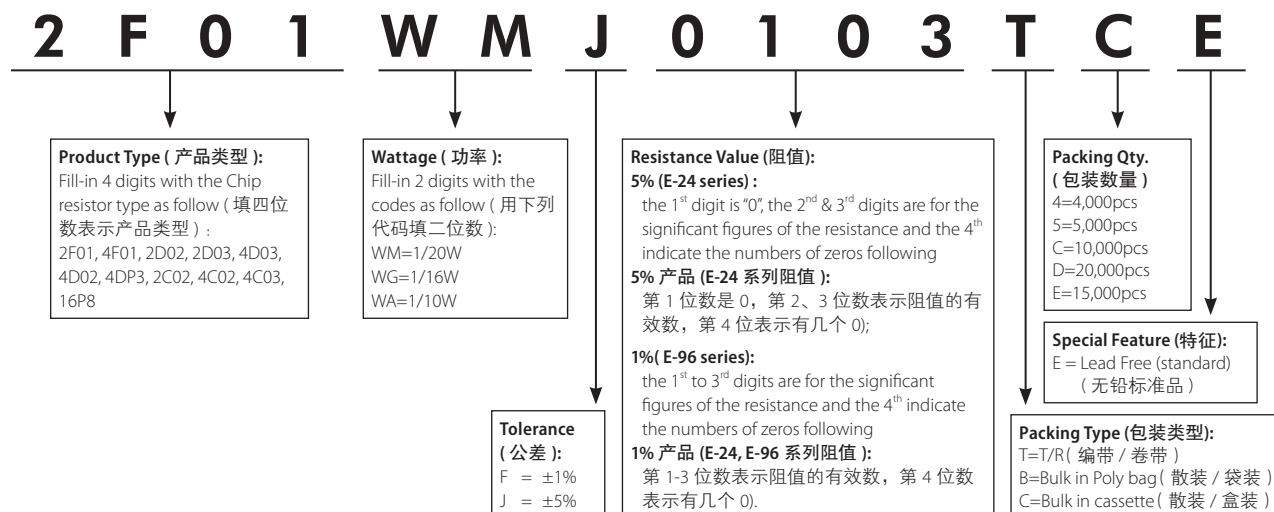 2 F 0 1 W M J 0 1 0 3 T C E
Product Type ( 产品类型 ):
Fill-in 4 digits with the Chip
resistor type as follow ( 填四位
数表示产品类型 ) :
2F01, 4F01, 2D02, 2D03, 4D03,
4D02, 4DP3, 2C02, 4C02, 4C03,
16P8
Wattage ( 功率 ):
Fill-in 2 digits with the
codes as follow ( 用下列
代码填二位数 ):
WM=1/20W
WG=1/16W
WA=1/10W
Tolerance
( 公差 ):
F = ±1%
J = ±5%
Resistance Value (阻值):
5% (E-24 series) :
the 1st digit is “0”, the 2nd & 3rd digits are for the
significant figures of the resistance and the 4th
indicate the numbers of zeros following
5% 产品 (E-24 系列阻值 ):
第 1 位数是 0，第 2、3 位数表示阻值的有
效数，第 4 位表示有几个 0);
1%( E-96 series):
the 1st to 3rd digits are for the significant
figures of the resistance and the 4th indicate
the numbers of zeros following
1% 产品 (E-24, E-96 系列阻值 ):
第 1-3 位数表示阻值的有效数，第 4 位数
表示有几个 0).
Packing Qty.
( 包装数量 )
4=4,000pcs
5=5,000pcs
C=10,000pcs
D=20,000pcs
E=15,000pcs
Special Feature (特征):
E = Lead Free (standard)
( 无铅标准品 )
Packing Type (包装类型):
T=T/R ( 编带 / 卷带 )
B=Bulk in Poly bag ( 散装 / 袋装 )
C=Bulk in cassette ( 散装 / 盒装 )